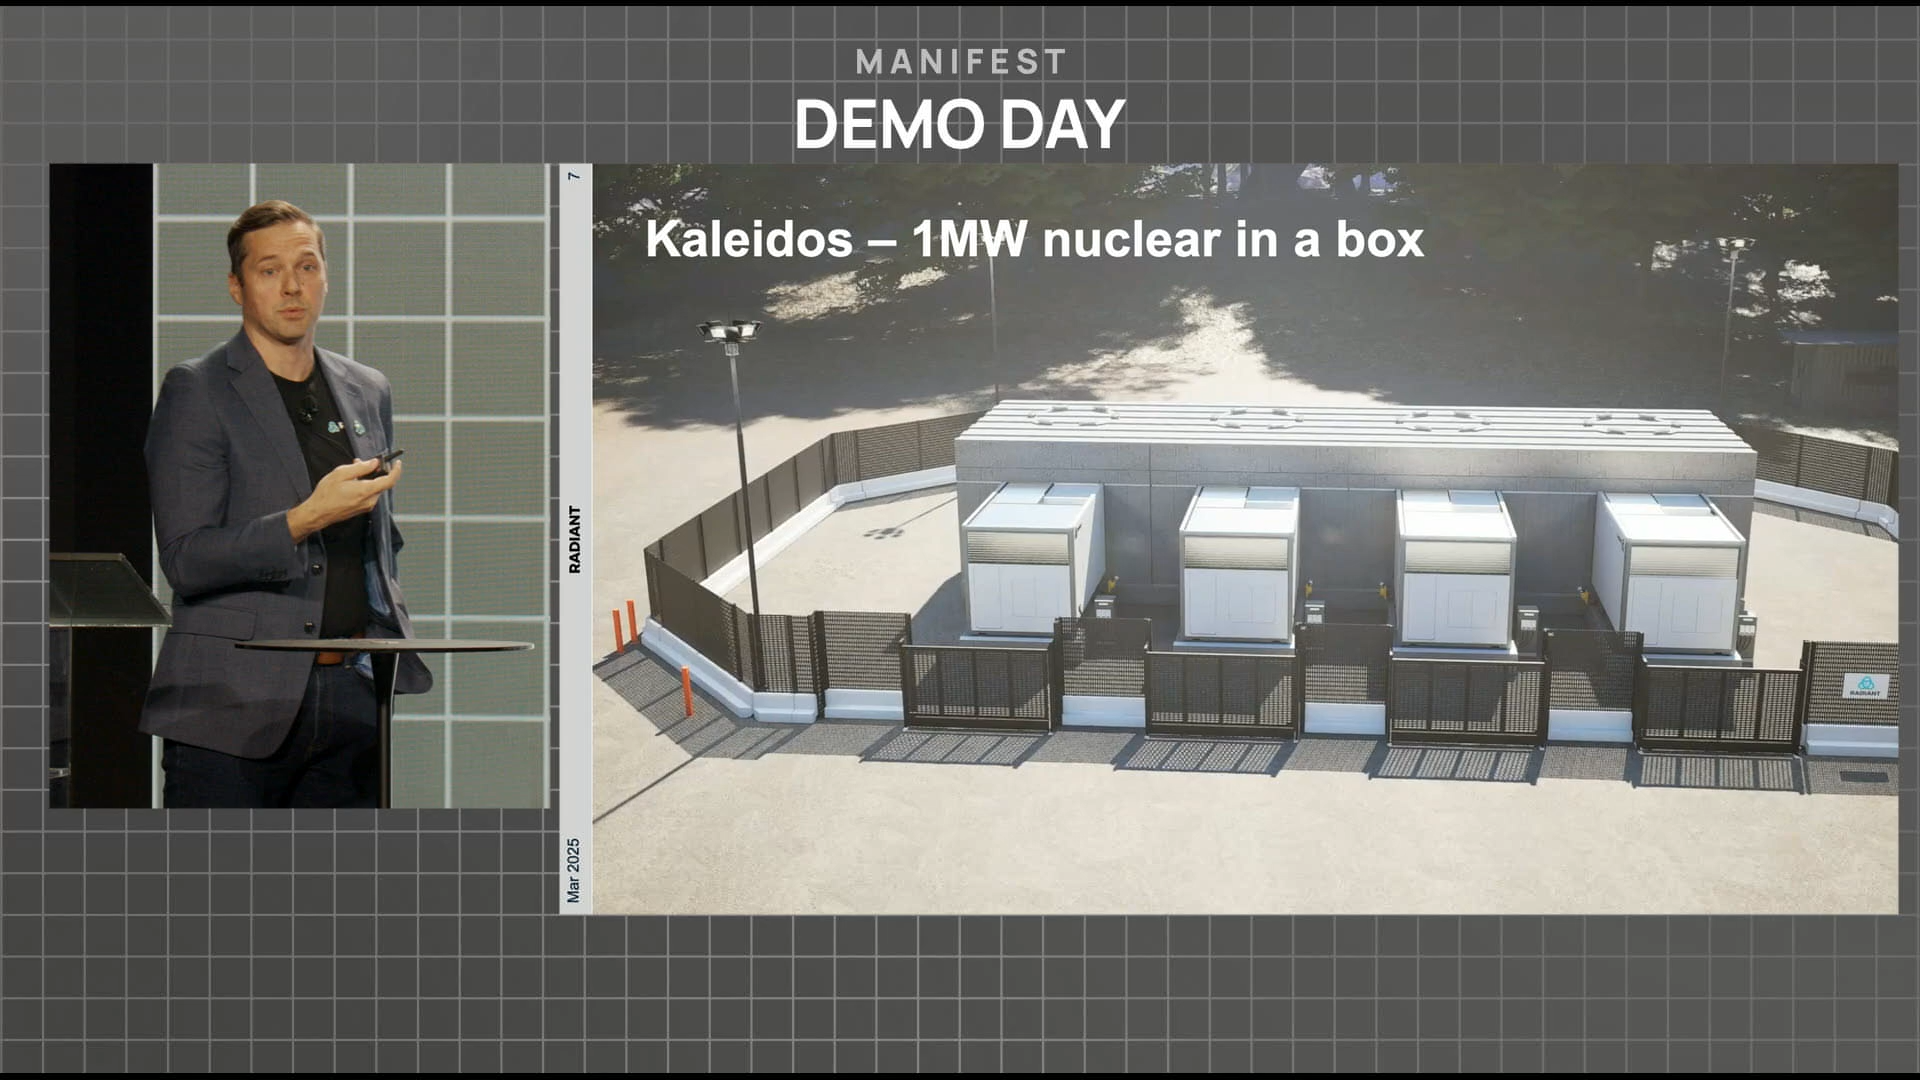 MANIFEST
DEMO DAY
7
RADIANT
Mar 2025
Kaleidos – 1MW nuclear in a box
RADIANT